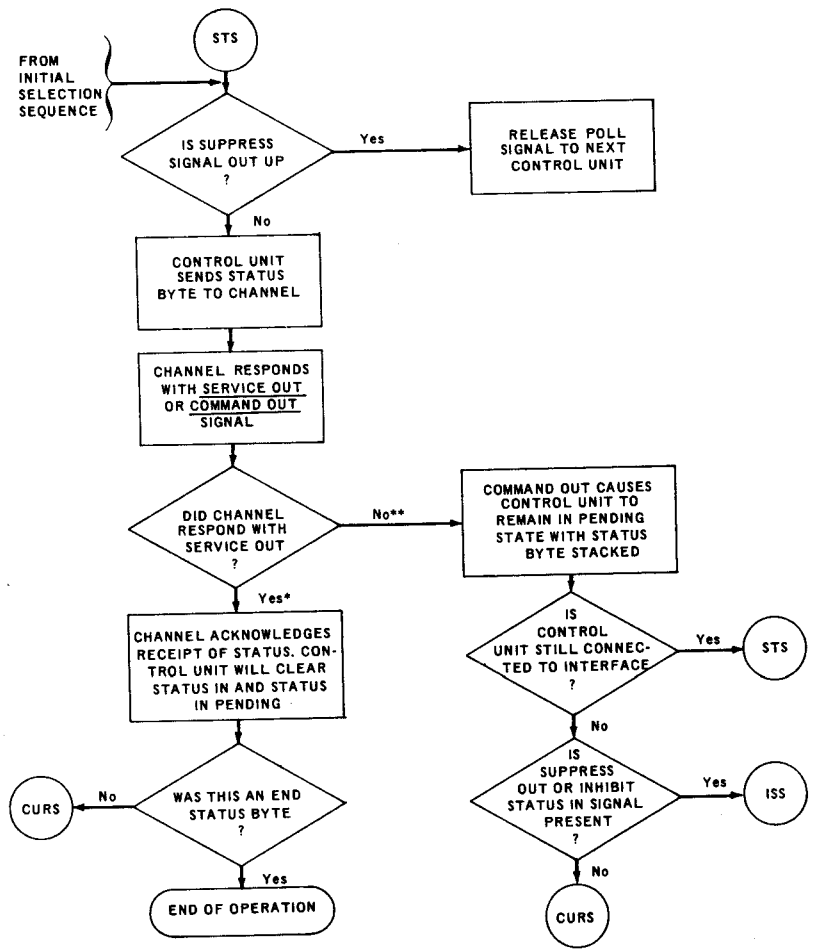 STS
FROM
INITIAL
SELECTION
SEQUENCE
IS SUPPRESS
SIGNAL OUT UP
?
Yes
RELEASE POLL
SIGNAL TO NEXT
CONTROL UNIT
No
CONTROL UNIT
SENDS STATUS
BYTE TO CHANNEL
CHANNEL RESPONDS
WITH SERVICE OUT
OR COMMAND OUT
SIGNAL
DID CHANNEL
RESPOND WITH
SERVICE OUT
?
No**
COMMAND OUT CAUSES
CONTROL UNIT TO
REMAIN IN PENDING
STATE WITH STATUS
BYTE STACKED
Yes*
CHANNEL ACKNOWLEDGES
RECEIPT OF STATUS. CON-
TROL UNIT WILL CLEAR
STATUS IN AND STATUS
IN PENDING
IS
CONTROL
UNIT STILL CONNEC-
TED TO INTERFACE
?
Yes
STS
No
IS
SUPPRESS
OUT OR INHIBIT
STATUS IN SIGNAL
PRESENT
?
Yes
ISS
No
CURS
WAS THIS AN END
STATUS BYTE
?
No
CURS
Yes
END OF OPERATION